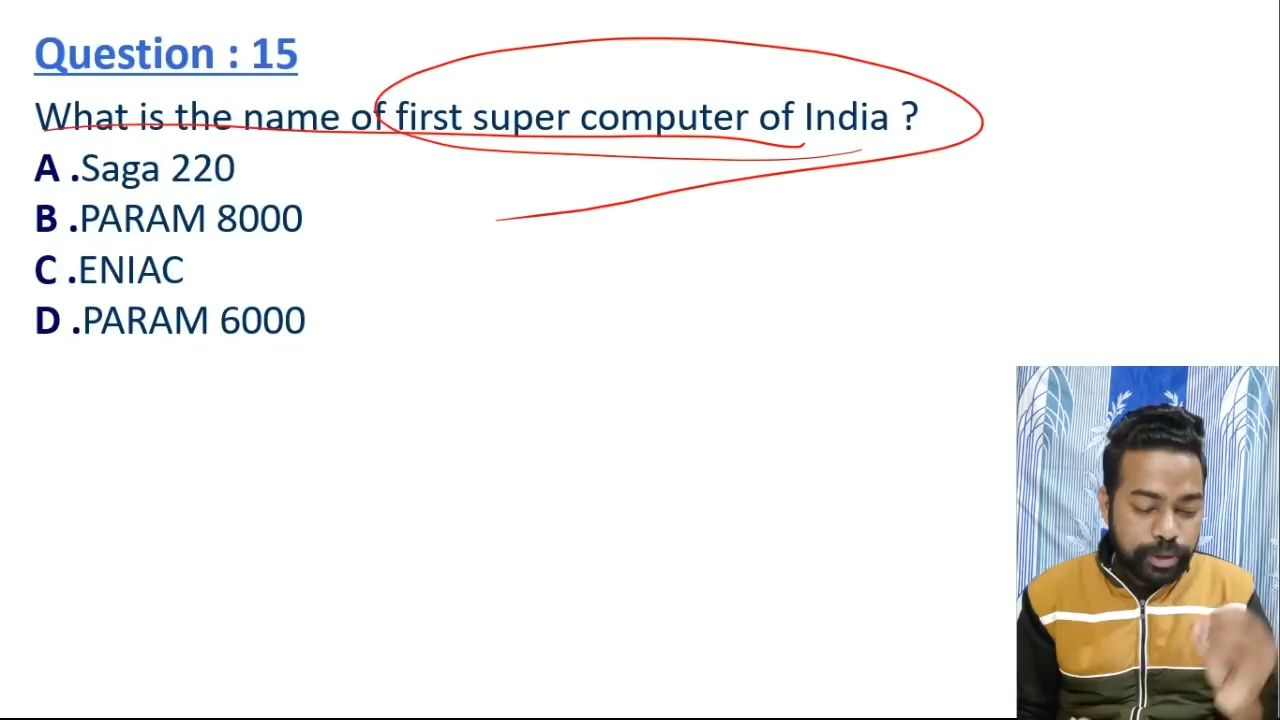 Question : 15
What is the name of first super computer of India ?
A .Saga 220
B .PARAM 8000
C .ENIAC
D .PARAM 6000